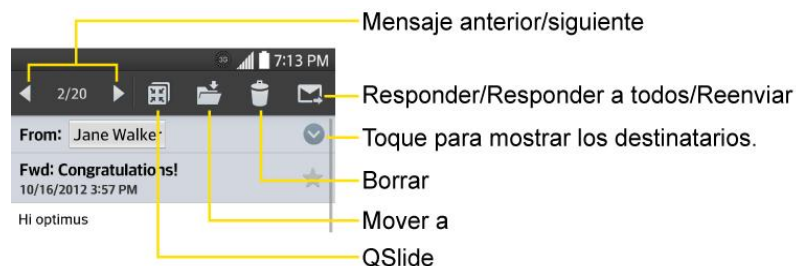 Mensaje anterior/siguiente
3G 7:13 PM
2/20
Responder/Responder a todos/Reenviar
From: Jane Walker
Toque para mostrar los destinatarios.
Fwd: Congratulations!
10/16/2012 3:57 PM
Borrar
Hi optimus
Mover a
QSlide